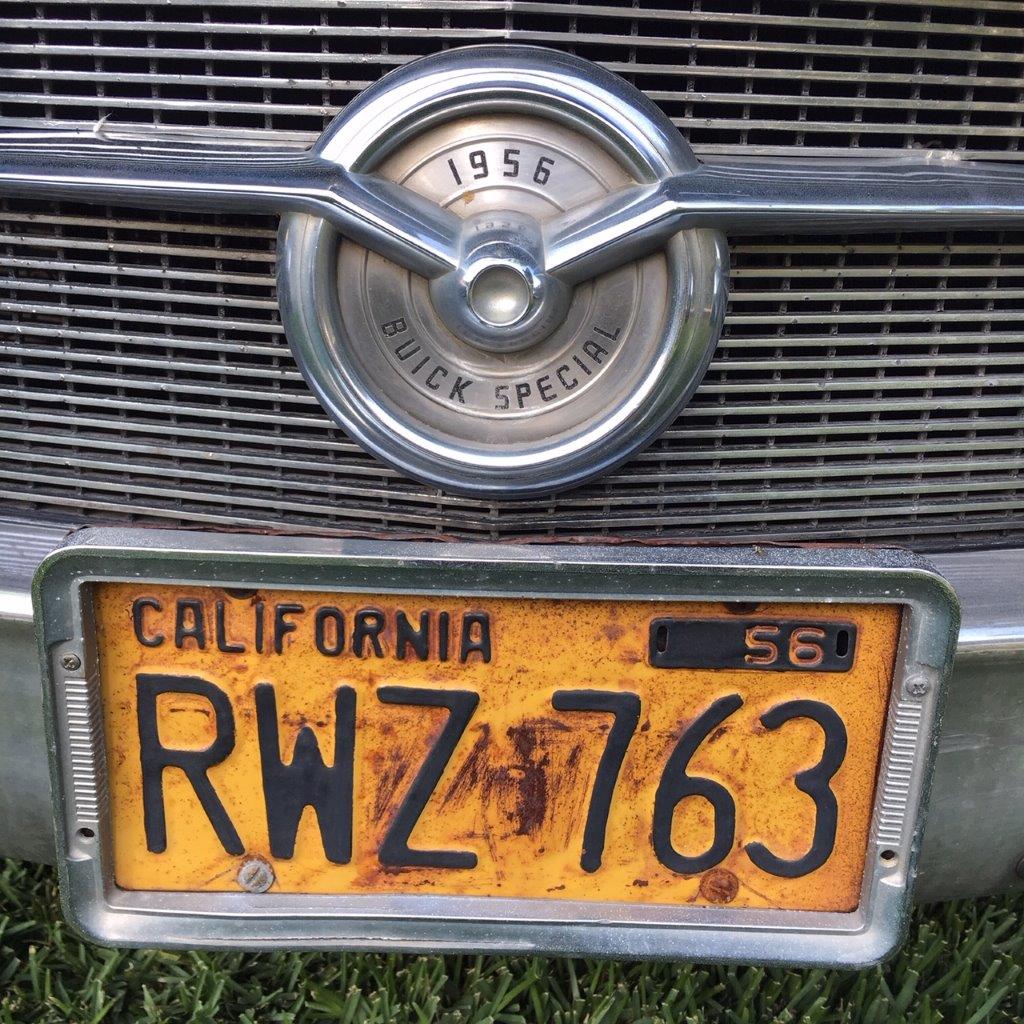 1956
BUICK SPECIAL
CALIFORNIA 56
RWZ 763